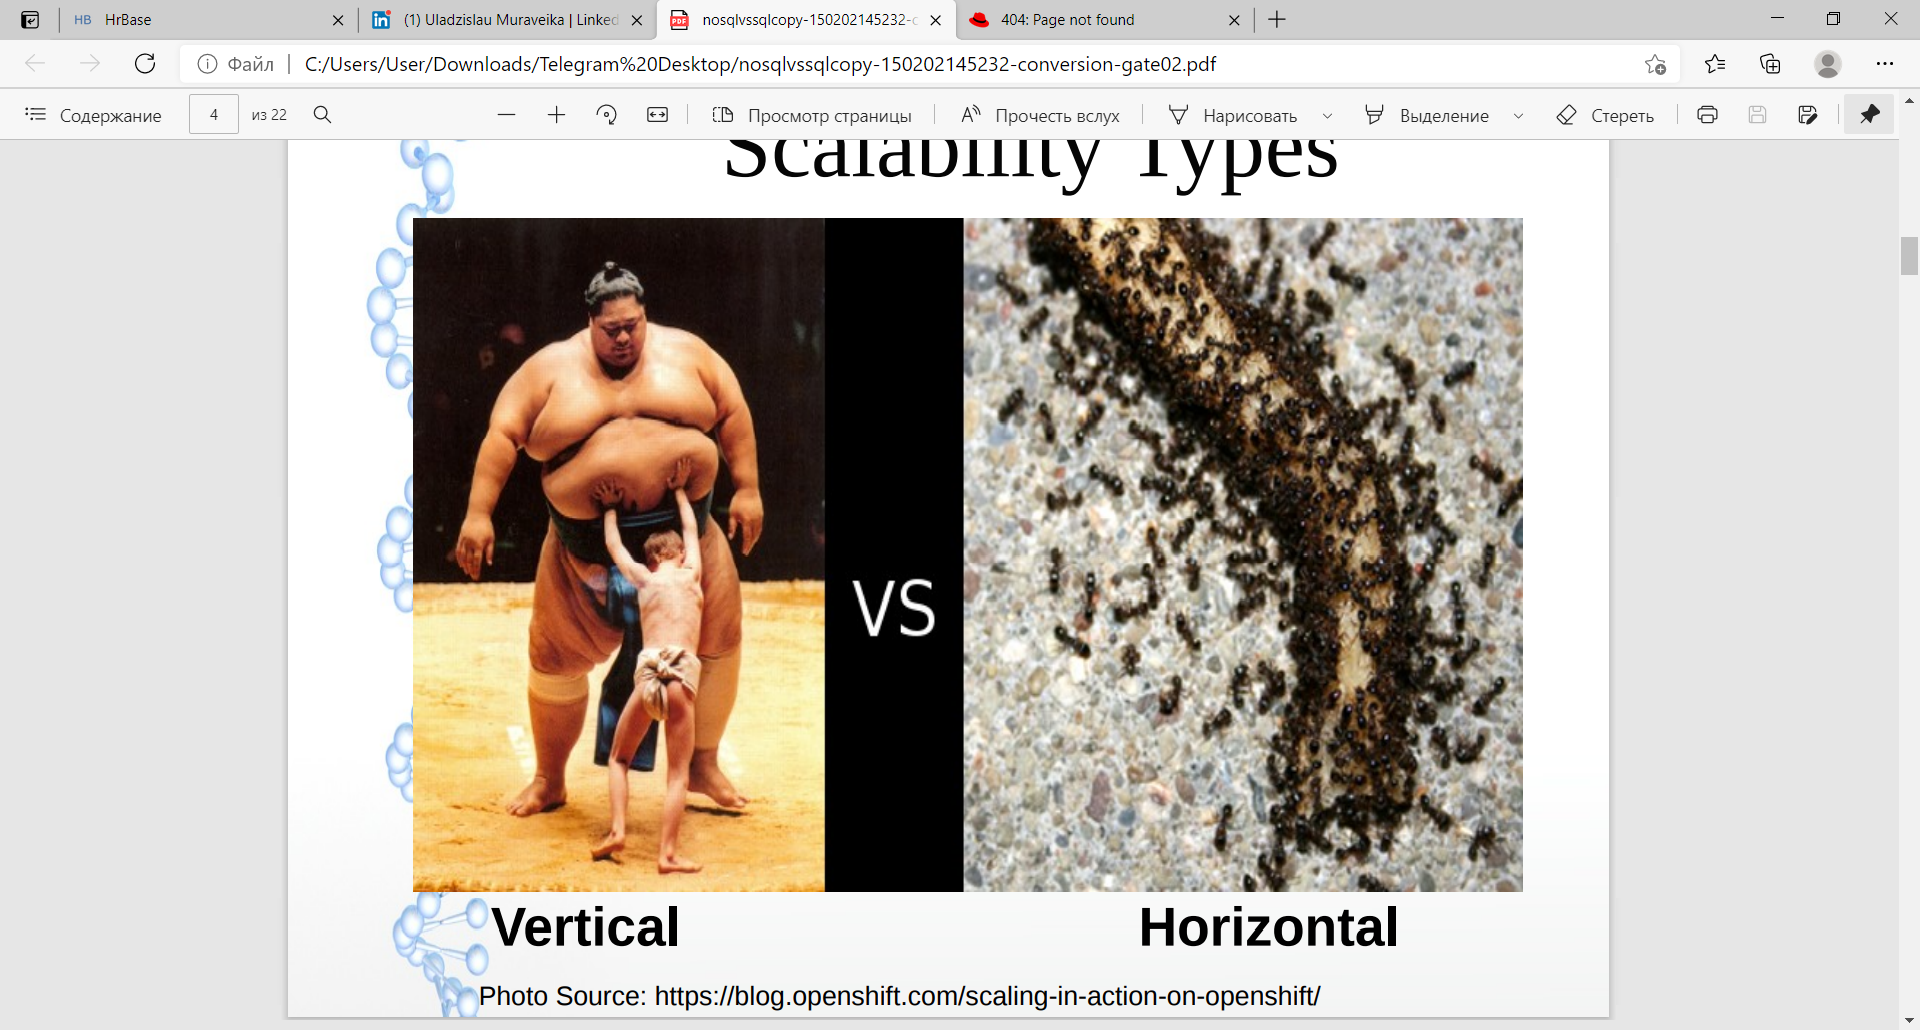 HB HrBase
(1) Uladzislau Muraveika | Linked
nosqlvssqlcopy-150202145232-c
404: Page not found
Файл
C:/Users/User/Downloads/Telegram%20Desktop/nosqlvssqlcopy-150202145232-conversion-gate02.pdf
Содержание
4 из 22
Просмотр страницы
Прочесть вслух
Нарисовать
Выделение
Стереть
Scalability Types
VS
Vertical
Horizontal
Photo Source: https://blog.openshift.com/scaling-in-action-on-openshift/